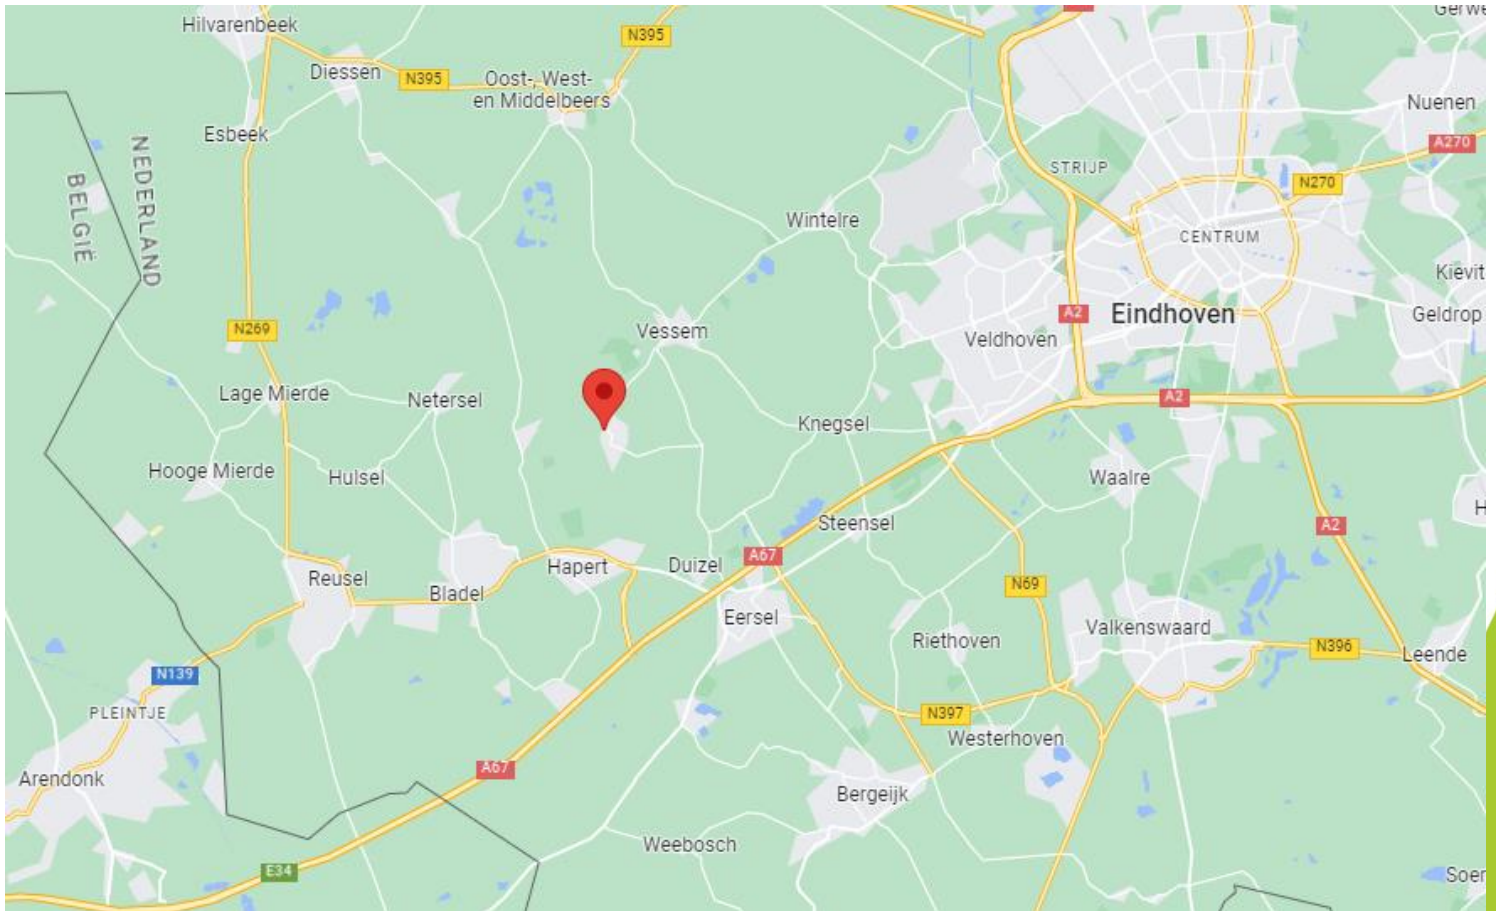 Hilvarenbeek
N395
Gerwe
Diessen
N395
Oost-, West-
en Middelbeers
Nuenen
Esbeek
A270
NEDERLAND
BELGIË
STRIJP
N270
Wintelre
CENTRUM
Kievit
N269
Vessem
A2
Eindhoven
Geldrop
Veldhoven
Lage Mierde
Netersel
A2
Knegsel
Hooge Mierde
Hulsel
Waalre
H
Steensel
A2
A67
Hapert
Duizel
Reusel
Bladel
N69
Eersel
Valkenswaard
Riethoven
N396
Leende
N139
PLEINTJE
N397
Westerhoven
Arendonk
A67
Bergeijk
Weebosch
E34
Soer